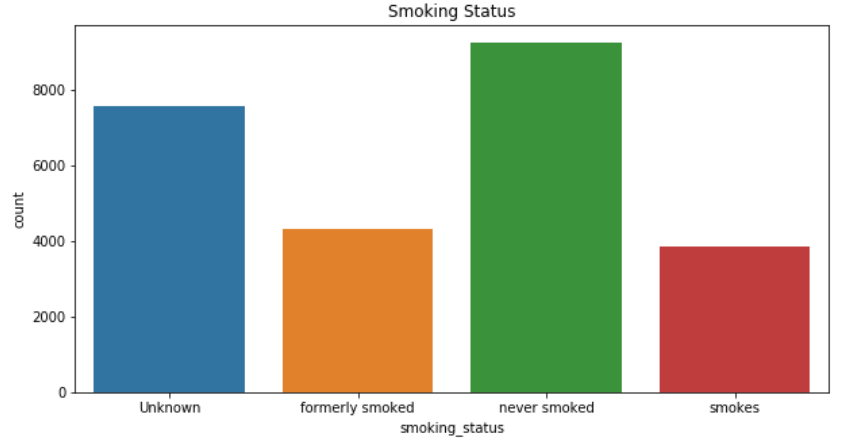 Smoking Status
8000
6000
4000
2000
0
count
Unknown
formerly smoked
never smoked
smokes
smoking_status